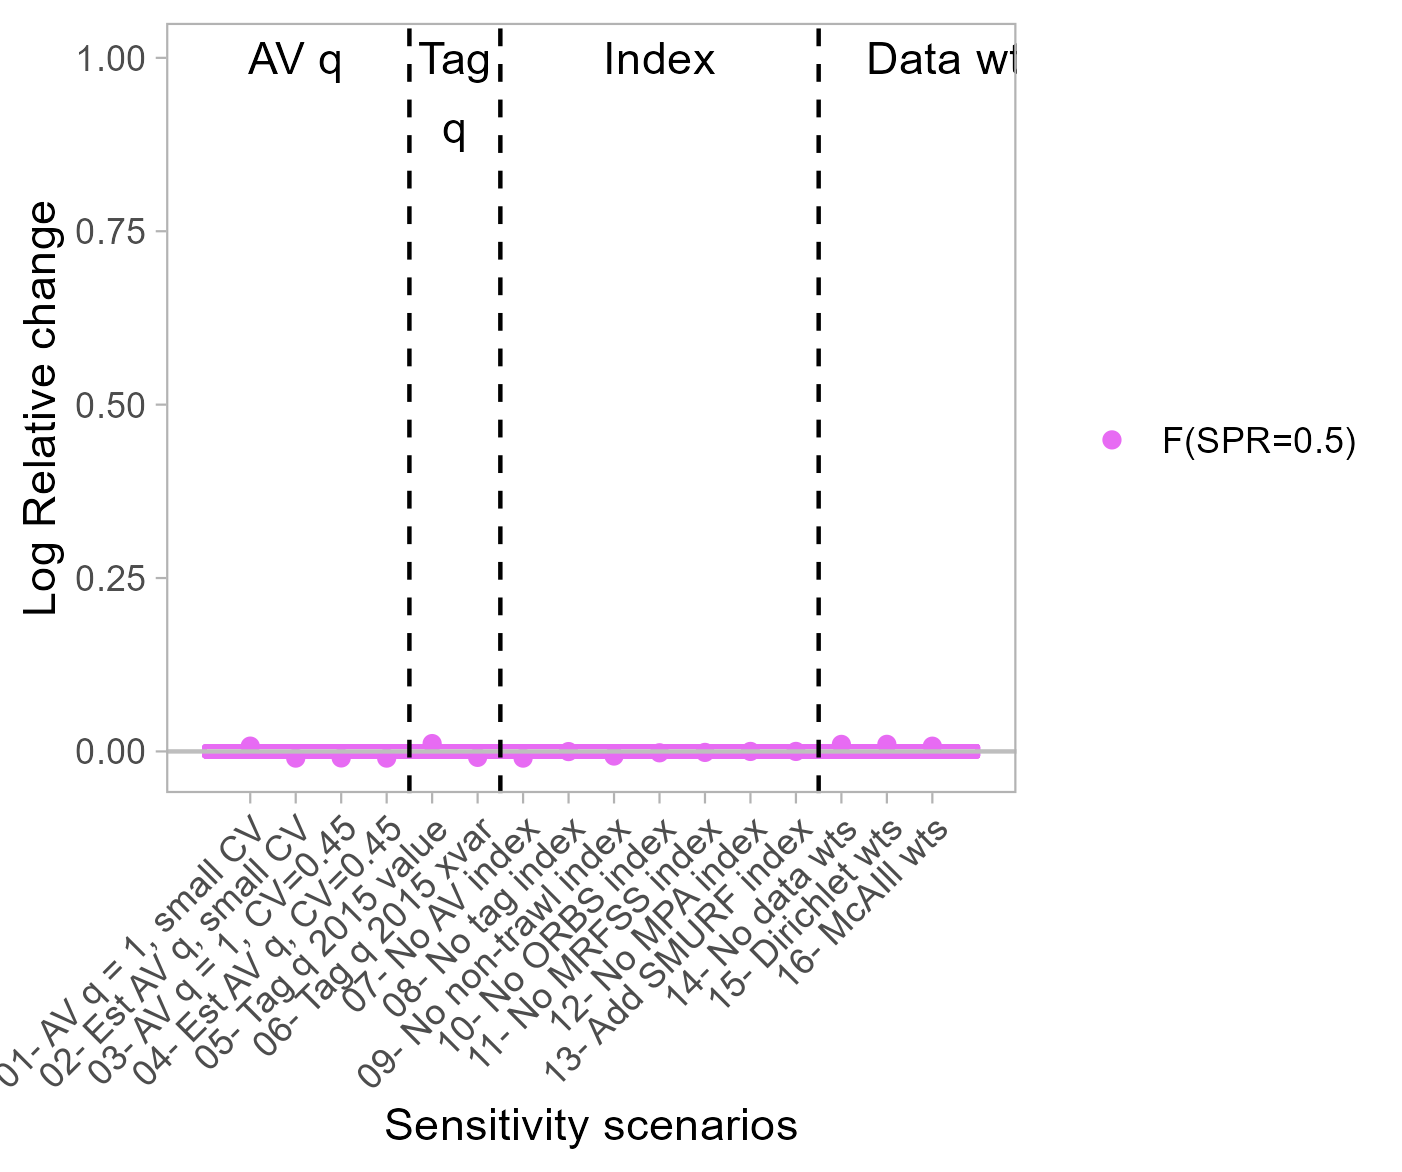 AV q
Tag
q
Index
Data wt
1.00
0.75
0.50
0.25
0.00
Log Relative change
F(SPR=0.5)
01- AV q = 1, small CV
02- Est AV q, small CV
03- AV q = 1, CV=0.45
04- Est AV q, CV=0.45
05- Tag q 2015 value
06- Tag q 2015 xvar
07- No AV index
08- No tag index
09- No non-trawl index
10- No ORBS index
11- No MRFSS index
12- No MPA index
13- Add SMURF index
14- No data wts
15- Dirichlet wts
16- McAlll wts
Sensitivity scenarios